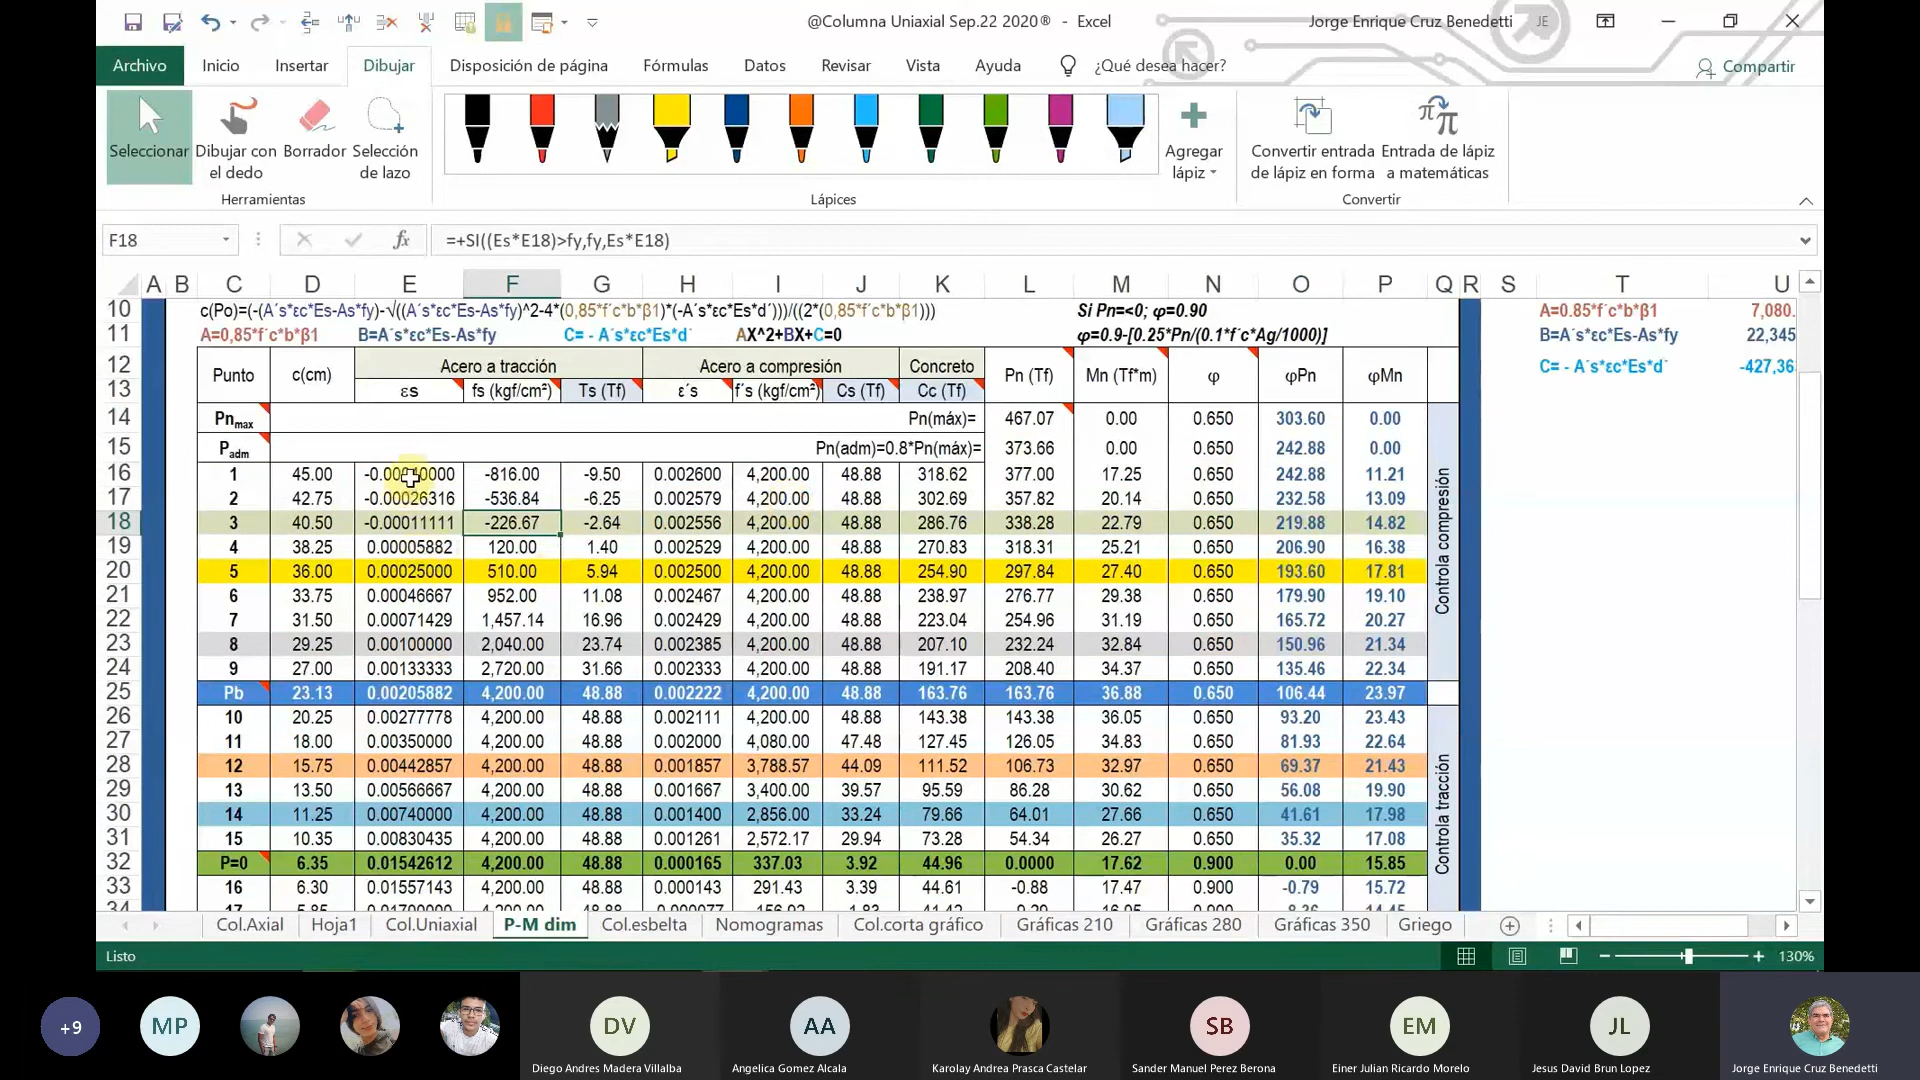 @Columna Uniaxial Sep.22 2020® - Excel
Jorge Enrique Cruz Benedetti JE
Archivo Inicio Insertar Dibujar Disposición de página Fórmulas Datos Revisar Vista Ayuda ¿Qué desea hacer? Compartir
Seleccionar
Dibujar con el dedo
Borrador
Selección de lazo
Agregar lápiz
Convertir entrada de lápiz en forma
Entrada de lápiz a matemáticas
Herramientas Lápices Convertir
F18 fx =+SI((Es*E18)>fy,fy,Es*E18)
A B C D E F G H I J K L M N O P Q R S T U
10 c(Po)=(-(A´s*εc*Es-As*fy)-√((A´s*εc*Es-As*fy)^2-4*(0,85*f´c*b*β1)*(-A´s*εc*Es*d´)))/((2*(0,85*f´c*b*β1))) Si Pn=<0; φ=0.90 A=0.85*f´c*b*β1 7,080.
11 A=0,85*f´c*b*β1 B=A´s*εc*Es-As*fy C= - A´s*εc*Es*d´ AX^2+BX+C=0 φ=0.9-[0.25*Pn/(0.1*f´c*Ag/1000)] B=A´s*εc*Es-As*fy 22,345
12 Punto c(cm) Acero a tracción Acero a compresión Concreto Pn (Tf) Mn (Tf*m) φ φPn φMn C= - A´s*εc*Es*d´ -427,36
13 εs fs (kgf/cm²) Ts (Tf) ε´s f´s (kgf/cm²) Cs (Tf) Cc (Tf)
14 Pnmax Pn(máx)= 467.07 0.00 0.650 303.60 0.00
15 Padm Pn(adm)=0.8*Pn(máx)= 373.66 0.00 0.650 242.88 0.00
16 1 45.00 -816.00 -9.50 0.002600 4,200.00 48.88 318.62 377.00 17.25 0.650 242.88 11.21
17 2 42.75 -0.00026316 -536.84 -6.25 0.002579 4,200.00 48.88 302.69 357.82 20.14 0.650 232.58 13.09
18 3 40.50 -0.00011111 -226.67 -2.64 0.002556 4,200.00 48.88 286.76 338.28 22.79 0.650 219.88 14.82
19 4 38.25 0.00005882 120.00 1.40 0.002529 4,200.00 48.88 270.83 318.31 25.21 0.650 206.90 16.38
20 5 36.00 0.00025000 510.00 5.94 0.002500 4,200.00 48.88 254.90 297.84 27.40 0.650 193.60 17.81
21 6 33.75 0.00046667 952.00 11.08 0.002467 4,200.00 48.88 238.97 276.77 29.38 0.650 179.90 19.10
22 7 31.50 0.00071429 1,457.14 16.96 0.002429 4,200.00 48.88 223.04 254.96 31.19 0.650 165.72 20.27
23 8 29.25 0.00100000 2,040.00 23.74 0.002385 4,200.00 48.88 207.10 232.24 32.84 0.650 150.96 21.34
24 9 27.00 0.00133333 2,720.00 31.66 0.002333 4,200.00 48.88 191.17 208.40 34.37 0.650 135.46 22.34
25 Pb 23.13 0.00205882 4,200.00 48.88 0.002222 4,200.00 48.88 163.76 163.76 36.88 0.650 106.44 23.97
26 10 20.25 0.00277778 4,200.00 48.88 0.002111 4,200.00 48.88 143.38 143.38 36.05 0.650 93.20 23.43
27 11 18.00 0.00350000 4,200.00 48.88 0.002000 4,080.00 47.48 127.45 126.05 34.83 0.650 81.93 22.64
28 12 15.75 0.00442857 4,200.00 48.88 0.001857 3,788.57 44.09 111.52 106.73 32.97 0.650 69.37 21.43
29 13 13.50 0.00566667 4,200.00 48.88 0.001667 3,400.00 39.57 95.59 86.28 30.62 0.650 56.08 19.90
30 14 11.25 0.00740000 4,200.00 48.88 0.001400 2,856.00 33.24 79.66 64.01 27.66 0.650 41.61 17.98
31 15 10.35 0.00830435 4,200.00 48.88 0.001261 2,572.17 29.94 73.28 54.34 26.27 0.650 35.32 17.08
32 P=0 6.35 0.01542612 4,200.00 48.88 0.000165 337.03 3.92 44.96 0.0000 17.62 0.900 0.00 15.85
33 16 6.30 0.01557143 4,200.00 48.88 0.000143 291.43 3.39 44.61 -0.88 17.47 0.900 -0.79 15.72
Controla compresión
Controla tracción
Col.Axial Hoja1 Col.Uniaxial P-M dim Col.esbelta Nomogramas Col.corta gráfico Gráficas 210 Gráficas 280 Gráficas 350 Griego
Listo 130%
+9 MP DV AA SB EM JL
Diego Andres Madera Villalba Angelica Gomez Alcala Karolay Andrea Prasca Castelar Sander Manuel Perez Berona Einer Julian Ricardo Morelo Jesus David Brun Lopez Jorge Enrique Cruz Benedetti